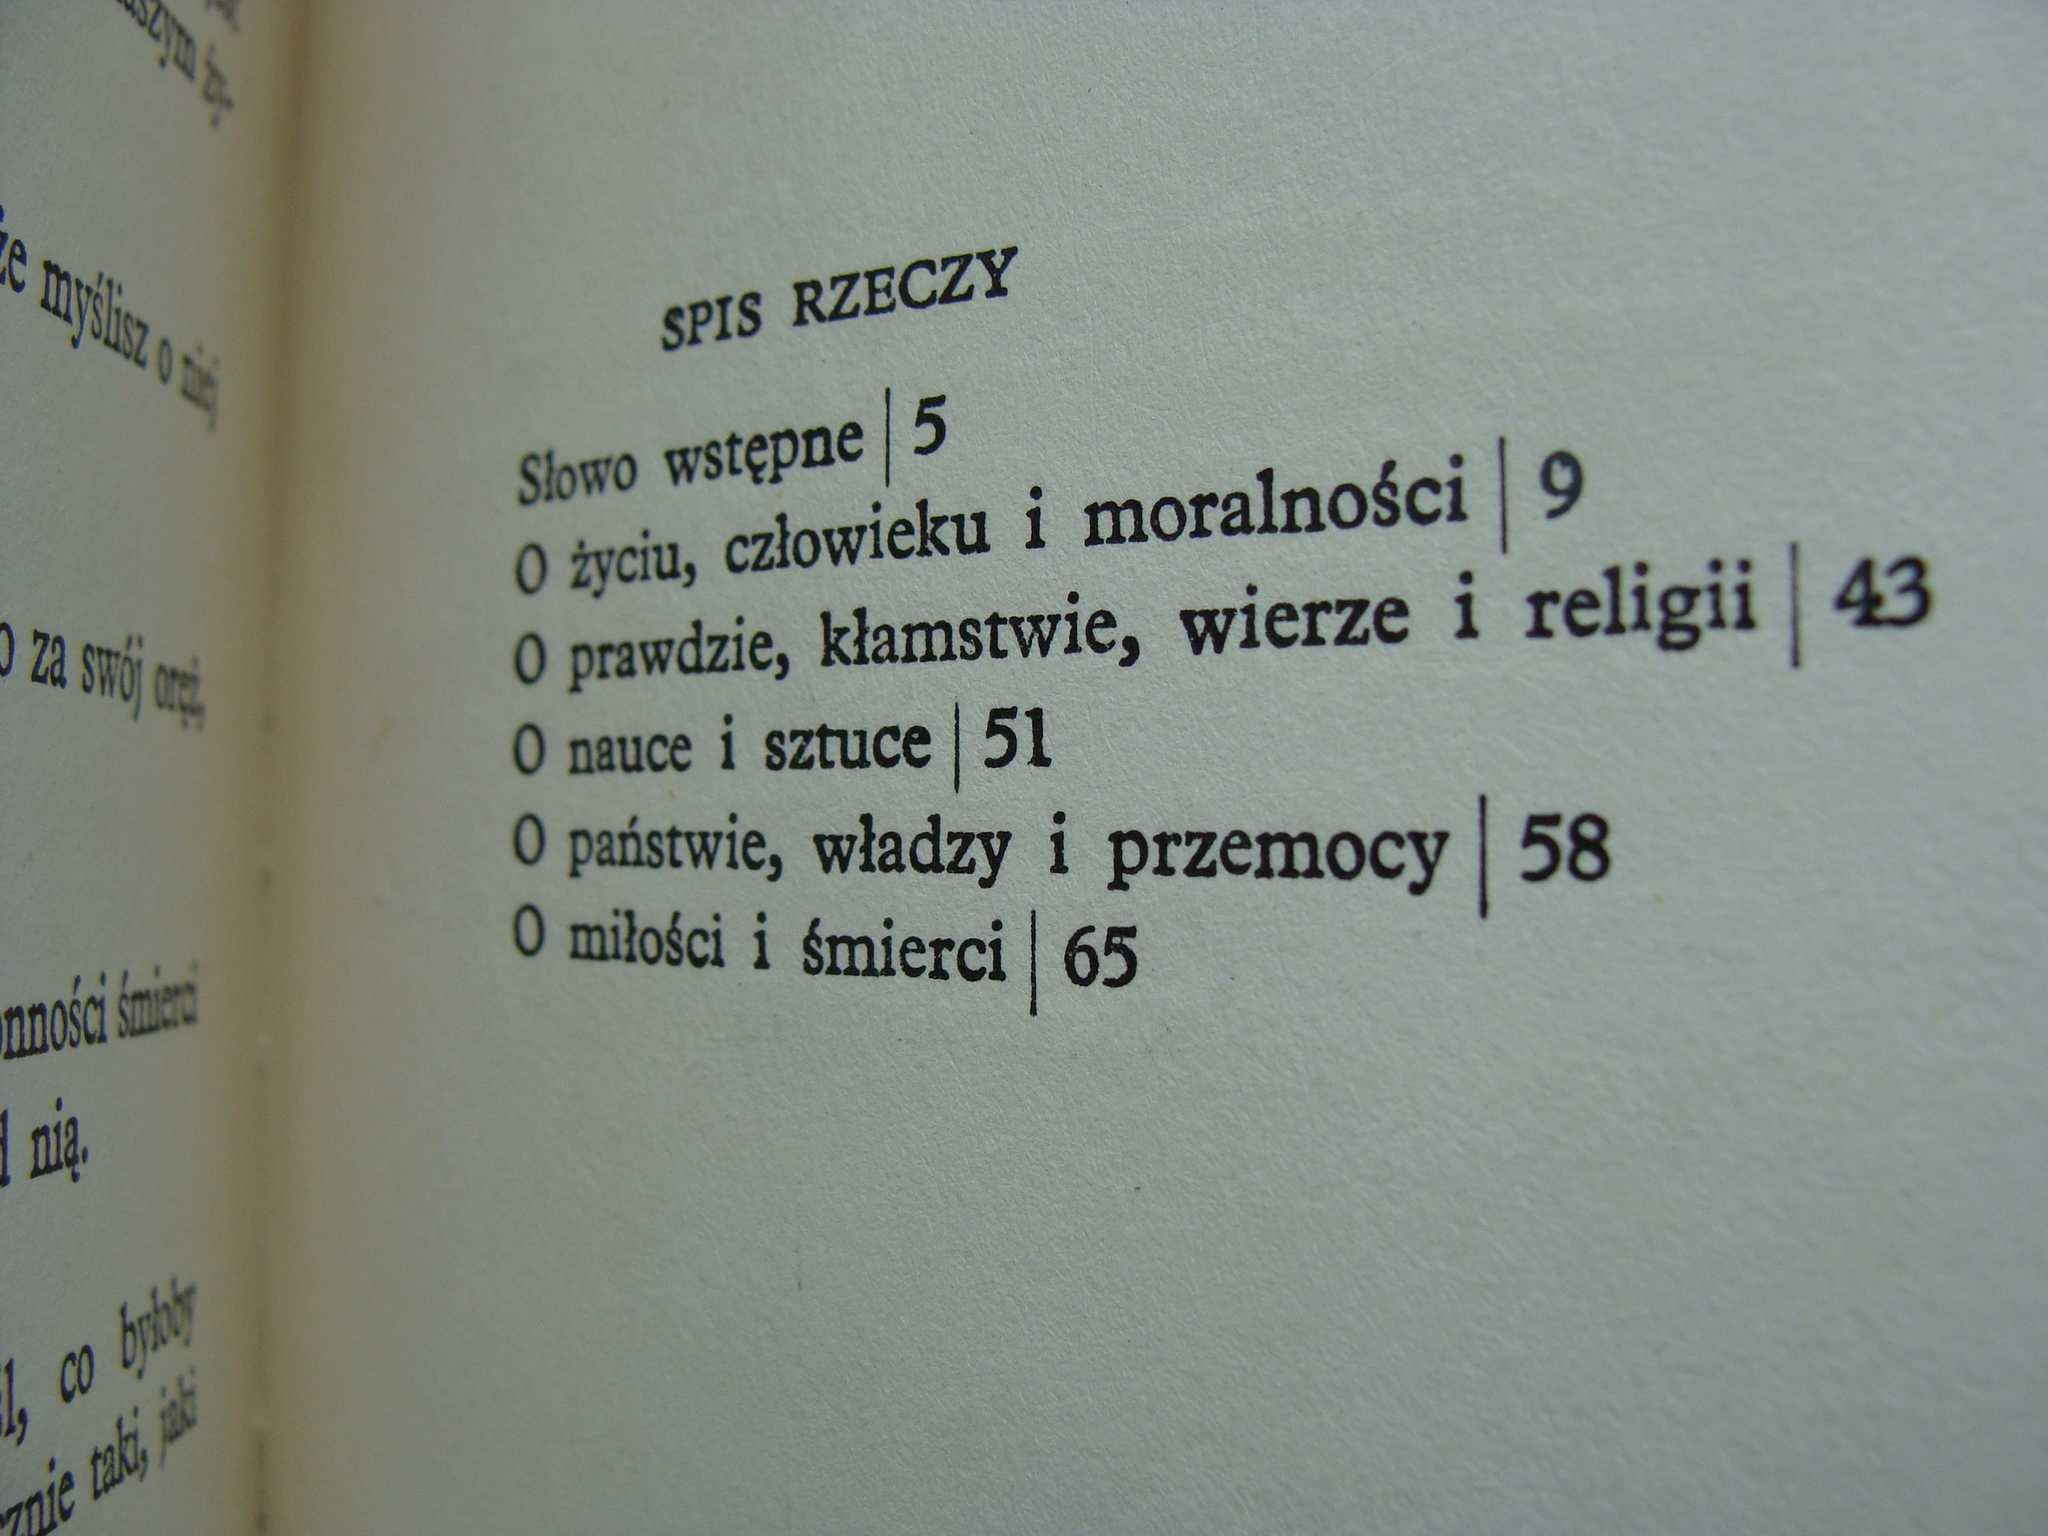 myślisz o niej
za swój oręż,
śmierci
nią.
co byłoby
taki, jaki
SPIS RZECZY
Słowo wstępne | 5
O życiu, człowieku i moralności | 9
O prawdzie, kłamstwie, wierze i religii | 43
O nauce i sztuce | 51
O państwie, władzy i przemocy | 58
O miłości i śmierci | 65